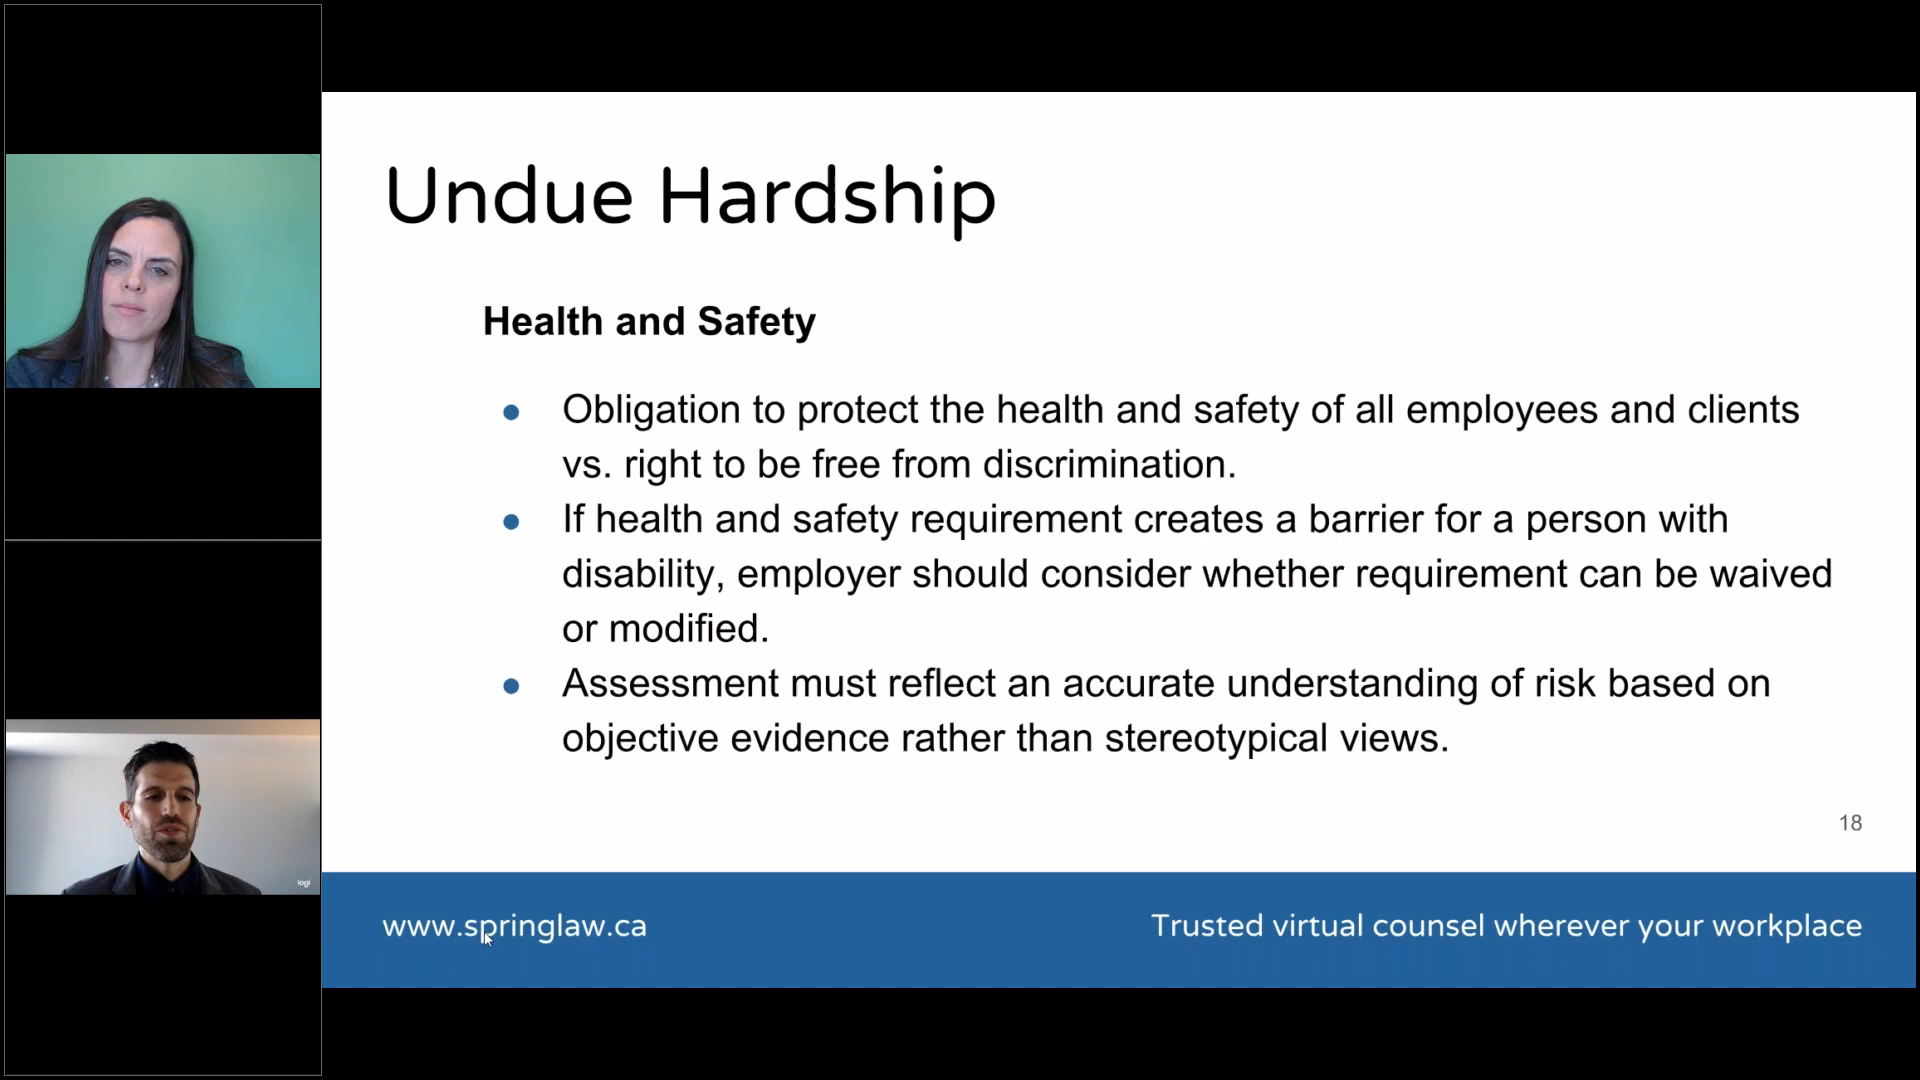 Undue Hardship
Health and Safety
● Obligation to protect the health and safety of all employees and clients
vs. right to be free from discrimination.
● If health and safety requirement creates a barrier for a person with
disability, employer should consider whether requirement can be waived
or modified.
● Assessment must reflect an accurate understanding of risk based on
objective evidence rather than stereotypical views.
18
www.springlaw.ca
Trusted virtual counsel wherever your workplace
logi